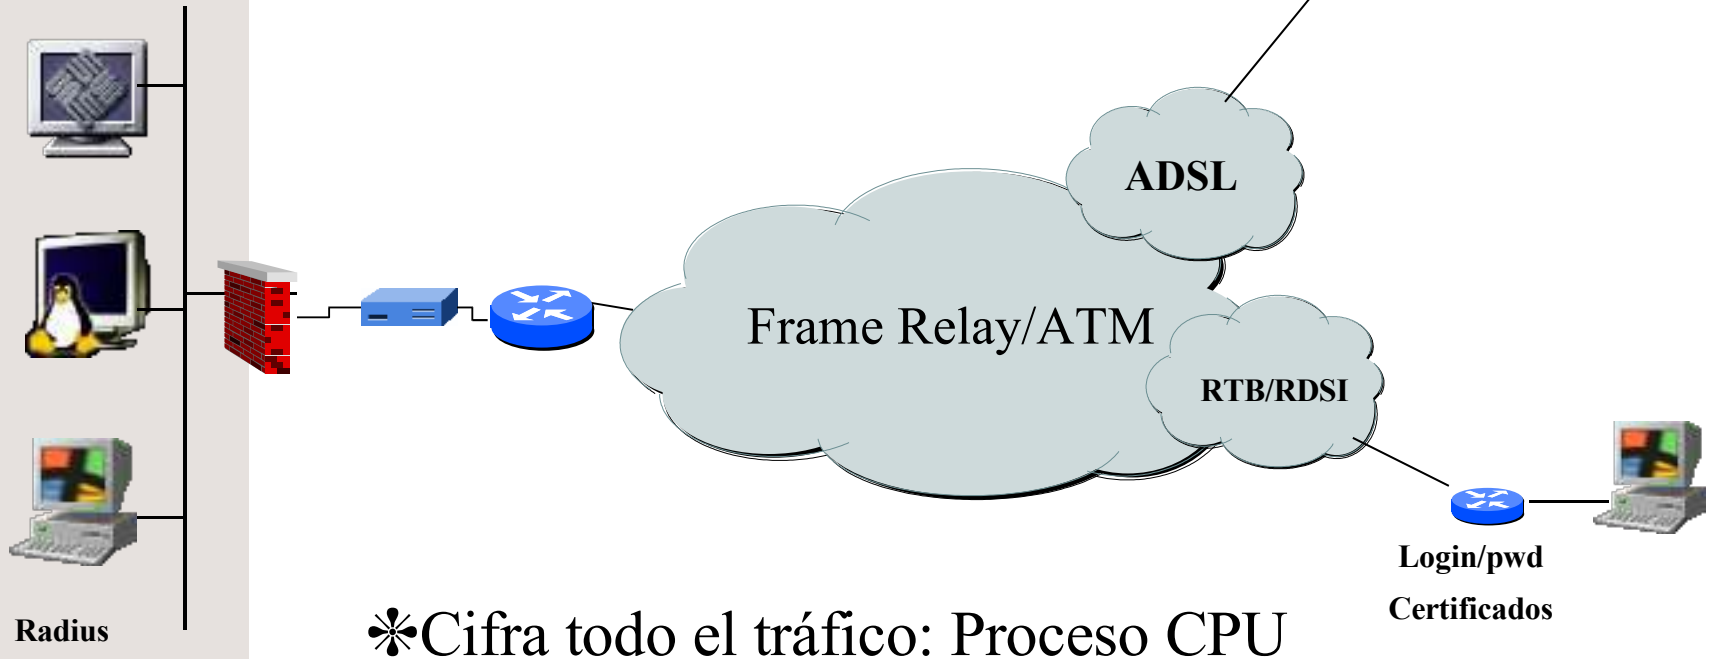 ADSL
Frame Relay/ATM
RTB/RDSI
Login/pwd
Certificados
Radius
❇Cifra todo el tráfico: Proceso CPU